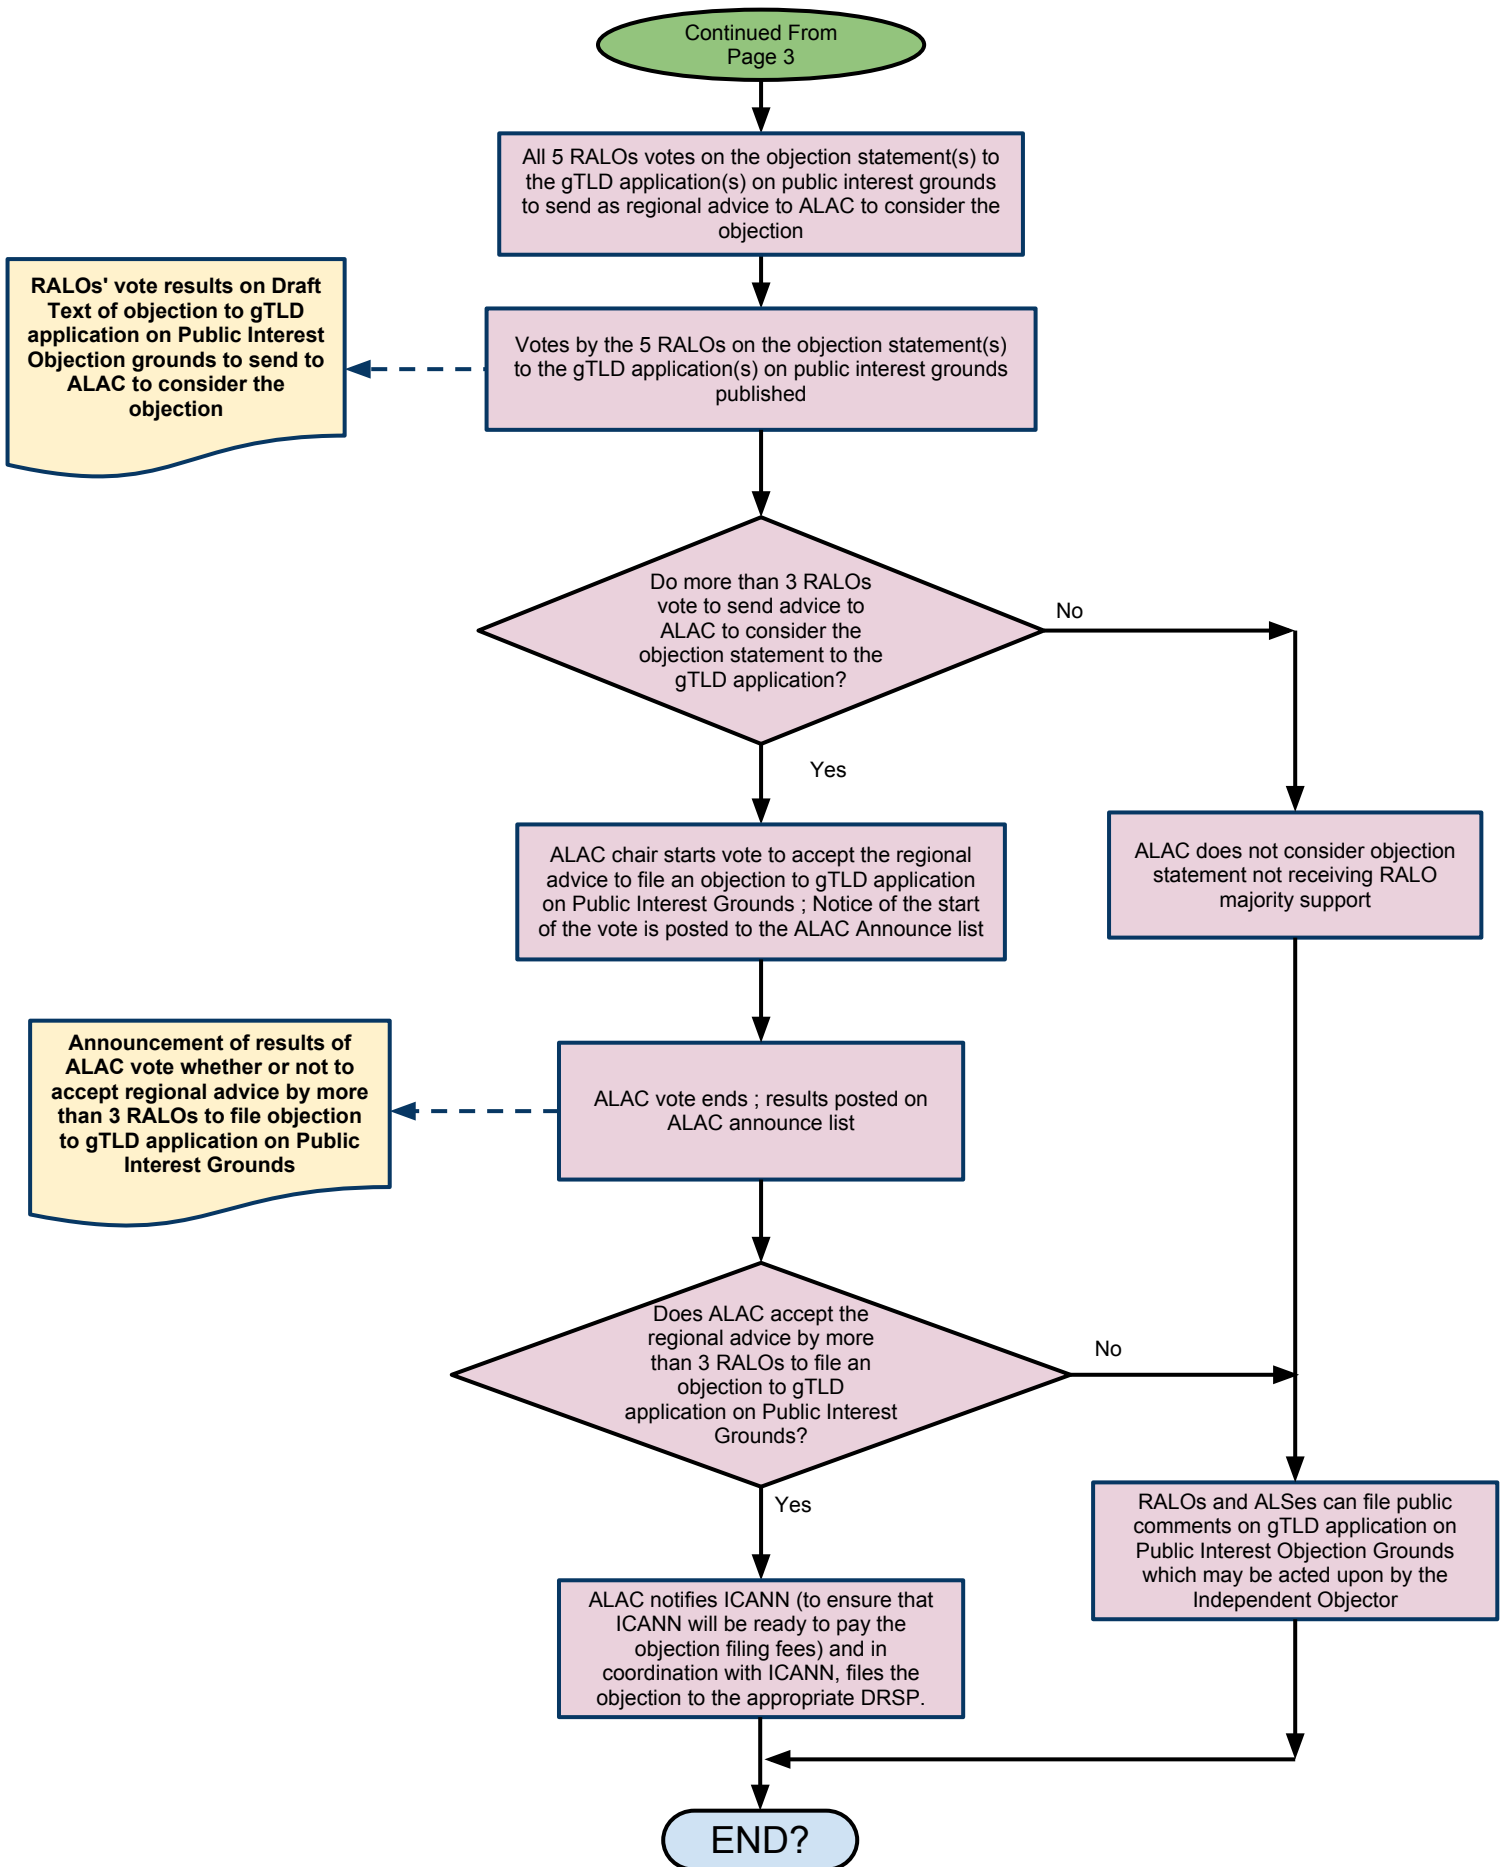 Continued From
Page 3
All 5 RALOs votes on the objection statement(s) to
the gTLD application(s) on public interest grounds
to send as regional advice to ALAC to consider the
objection
RALOs' vote results on Draft
Text of objection to gTLD
application on Public Interest
Objection grounds to send to
ALAC to consider the
objection
Votes by the 5 RALOs on the objection statement(s)
to the gTLD application(s) on public interest grounds
published
Do more than 3 RALOs
vote to send advice to
ALAC to consider the
objection statement to the
gTLD application?
No
Yes
ALAC chair starts vote to accept the regional
advice to file an objection to gTLD application
on Public Interest Grounds ; Notice of the start
of the vote is posted to the ALAC Announce list
ALAC does not consider objection
statement not receiving RALO
majority support
Announcement of results of
ALAC vote whether or not to
accept regional advice by more
than 3 RALOs to file objection
to gTLD application on Public
Interest Grounds
ALAC vote ends ; results posted on
ALAC announce list
Does ALAC accept the
regional advice by more
than 3 RALOs to file an
objection to gTLD
application on Public Interest
Grounds?
No
Yes
RALOs and ALSes can file public
comments on gTLD application on
Public Interest Objection Grounds
which may be acted upon by the
Independent Objector
ALAC notifies ICANN (to ensure that
ICANN will be ready to pay the
objection filing fees) and in
coordination with ICANN, files the
objection to the appropriate DRSP.
END?